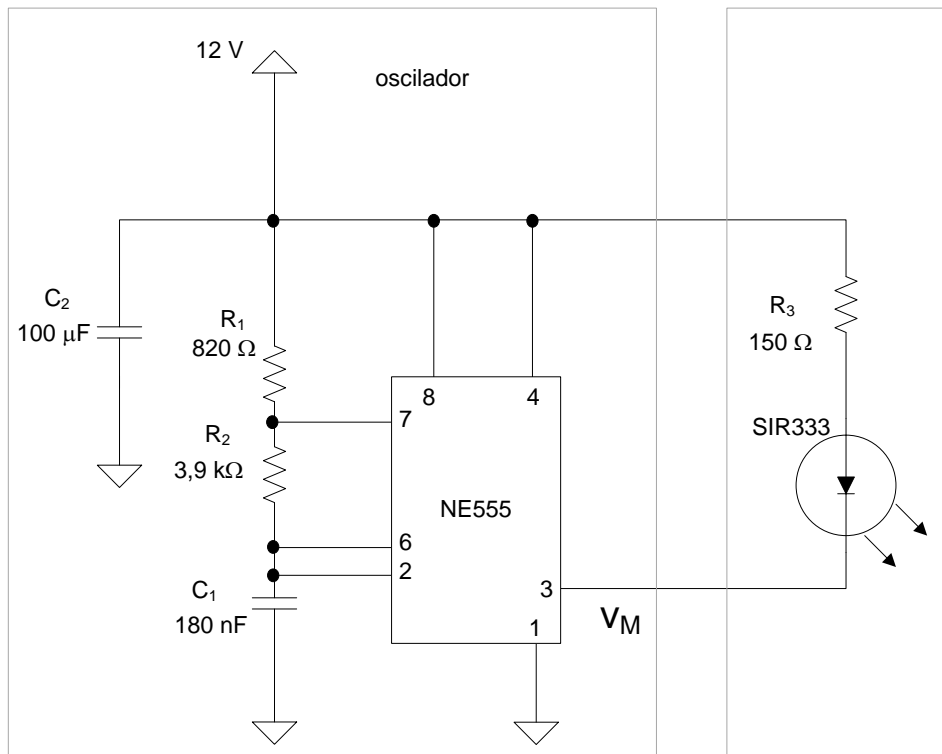 12 V
oscilador
C₂
100 μF
R₁
820 Ω
R₂
3,9 kΩ
C₁
180 nF
8
4
7
NE555
6
2
3
1
V_M
R₃
150 Ω
SIR333